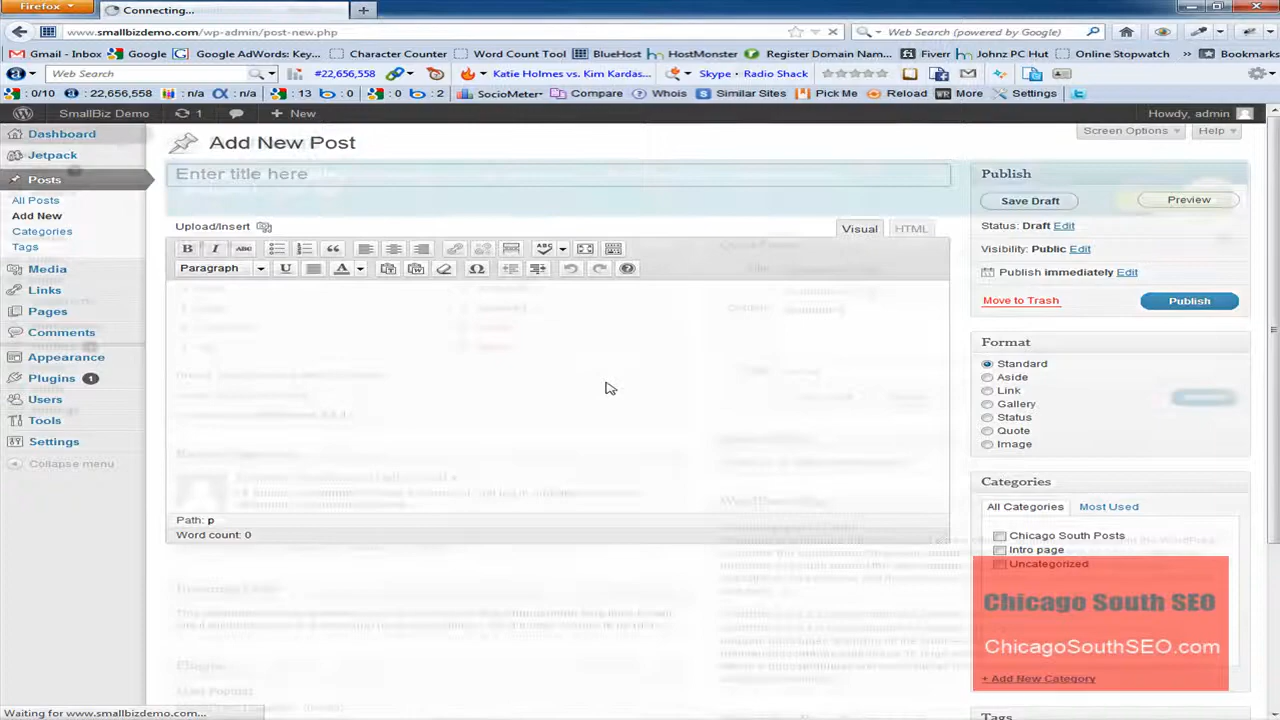 Firefox
Connecting...
www.smallbizdemo.com/wp-admin/post-new.php
Web Search (powered by Google)
Gmail - Inbox
Google
Google AdWorder Key...
Character Counter
Word Count Tool
BlueHost
HostMonster
Register Domain Nam...
Fiverr
Johnz PC Hut
Online Stopwatch
Bookmarks
Web Search
#22,656,558
Katie Holmes vs. Kim Kardas...
Skype
Radio Shack
: 0/10
: 22,656,558
: n/a
: n/a
: 13
: 0
: 0
: 2
SocioMeter
Compare
Whois
Similar Sites
Pick Me
Reload
More
Settings
SmallBiz Demo
1
+ New
Howdy, admin
Dashboard
Jetpack
Posts
All Posts
Add New
Categories
Tags
Media
Links
Pages
Comments
Appearance
Plugins 1
Users
Tools
Settings
Collapse menu
Add New Post
Screen Options
Help
Enter title here
Upload/Insert
Visual
HTML
B
I
ABC
ABC
Paragraph
U
A
Ω
Path: p
Word count: 0
Publish
Save Draft
Preview
Status: Draft Edit
Visibility: Public Edit
Publish immediately Edit
Move to Trash
Publish
Format
Standard
Aside
Link
Gallery
Status
Quote
Image
Categories
All Categories
Most Used
Chicago South Posts
Intro page
Uncategorized
Chicago South SEO
ChicagoSouthSEO.com
+ Add New Category
Tags
Waiting for www.smallbizdemo.com...